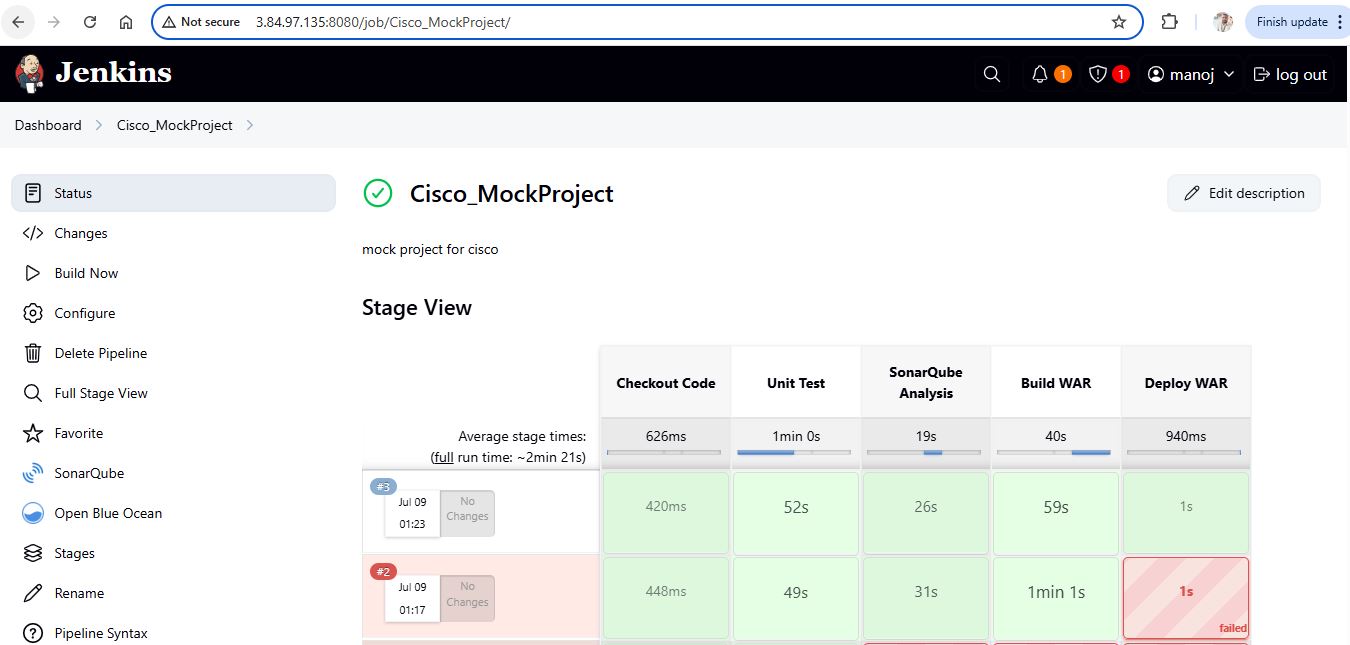 Not secure 3.84.97.135:8080/job/Cisco_MockProject/ Finish update
Jenkins 1 1 manoj log out
Dashboard Cisco_MockProject
Status
Changes
Build Now
Configure
Delete Pipeline
Full Stage View
Favorite
SonarQube
Open Blue Ocean
Stages
Rename
Pipeline Syntax
Cisco_MockProject
Edit description
mock project for cisco
Stage View
Checkout Code
Unit Test
SonarQube
Analysis
Build WAR
Deploy WAR
Average stage times:
(full run time: ~2min 21s)
626ms
1min 0s
19s
40s
940ms
#3
Jul 09
01:23
No
Changes
420ms
52s
26s
59s
1s
#2
Jul 09
01:17
No
Changes
448ms
49s
31s
1min 1s
1s
failed